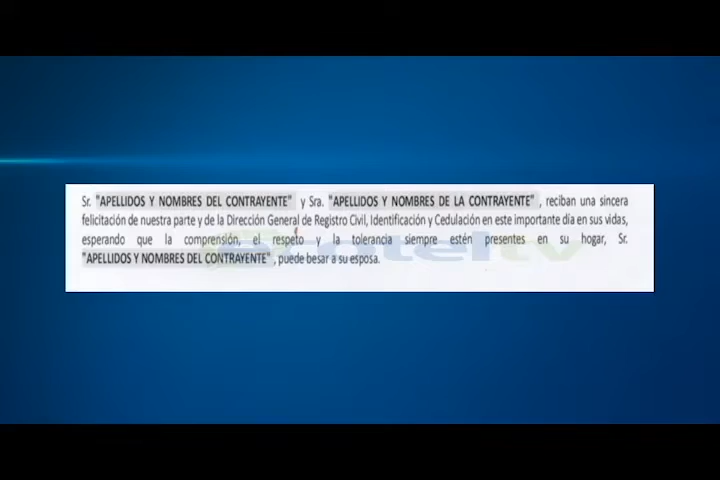 Sr. "APELLIDOS Y NOMBRES DEL CONTRAYENTE" y Sra. "APELLIDOS Y NOMBRES DE LA CONTRAYENTE" , reciban una sincera
felicitación de nuestra parte y de la Dirección General de Registro Civil, Identificación y Cedulación en este importante día en sus vidas,
esperando que la comprensión, el respeto y la tolerancia siempre estén presentes en su hogar, Sr.
"APELLIDOS Y NOMBRES DEL CONTRAYENTE" , puede besar a su esposa.